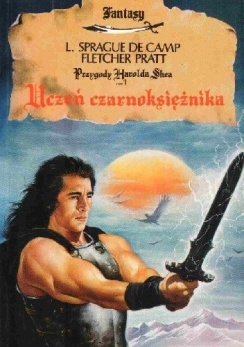 Fantasy
L. SPRAGUE DE CAMP
FLETCHER PRATT
Przygody Harolda Shea
Uczeń czarnoksiężnika